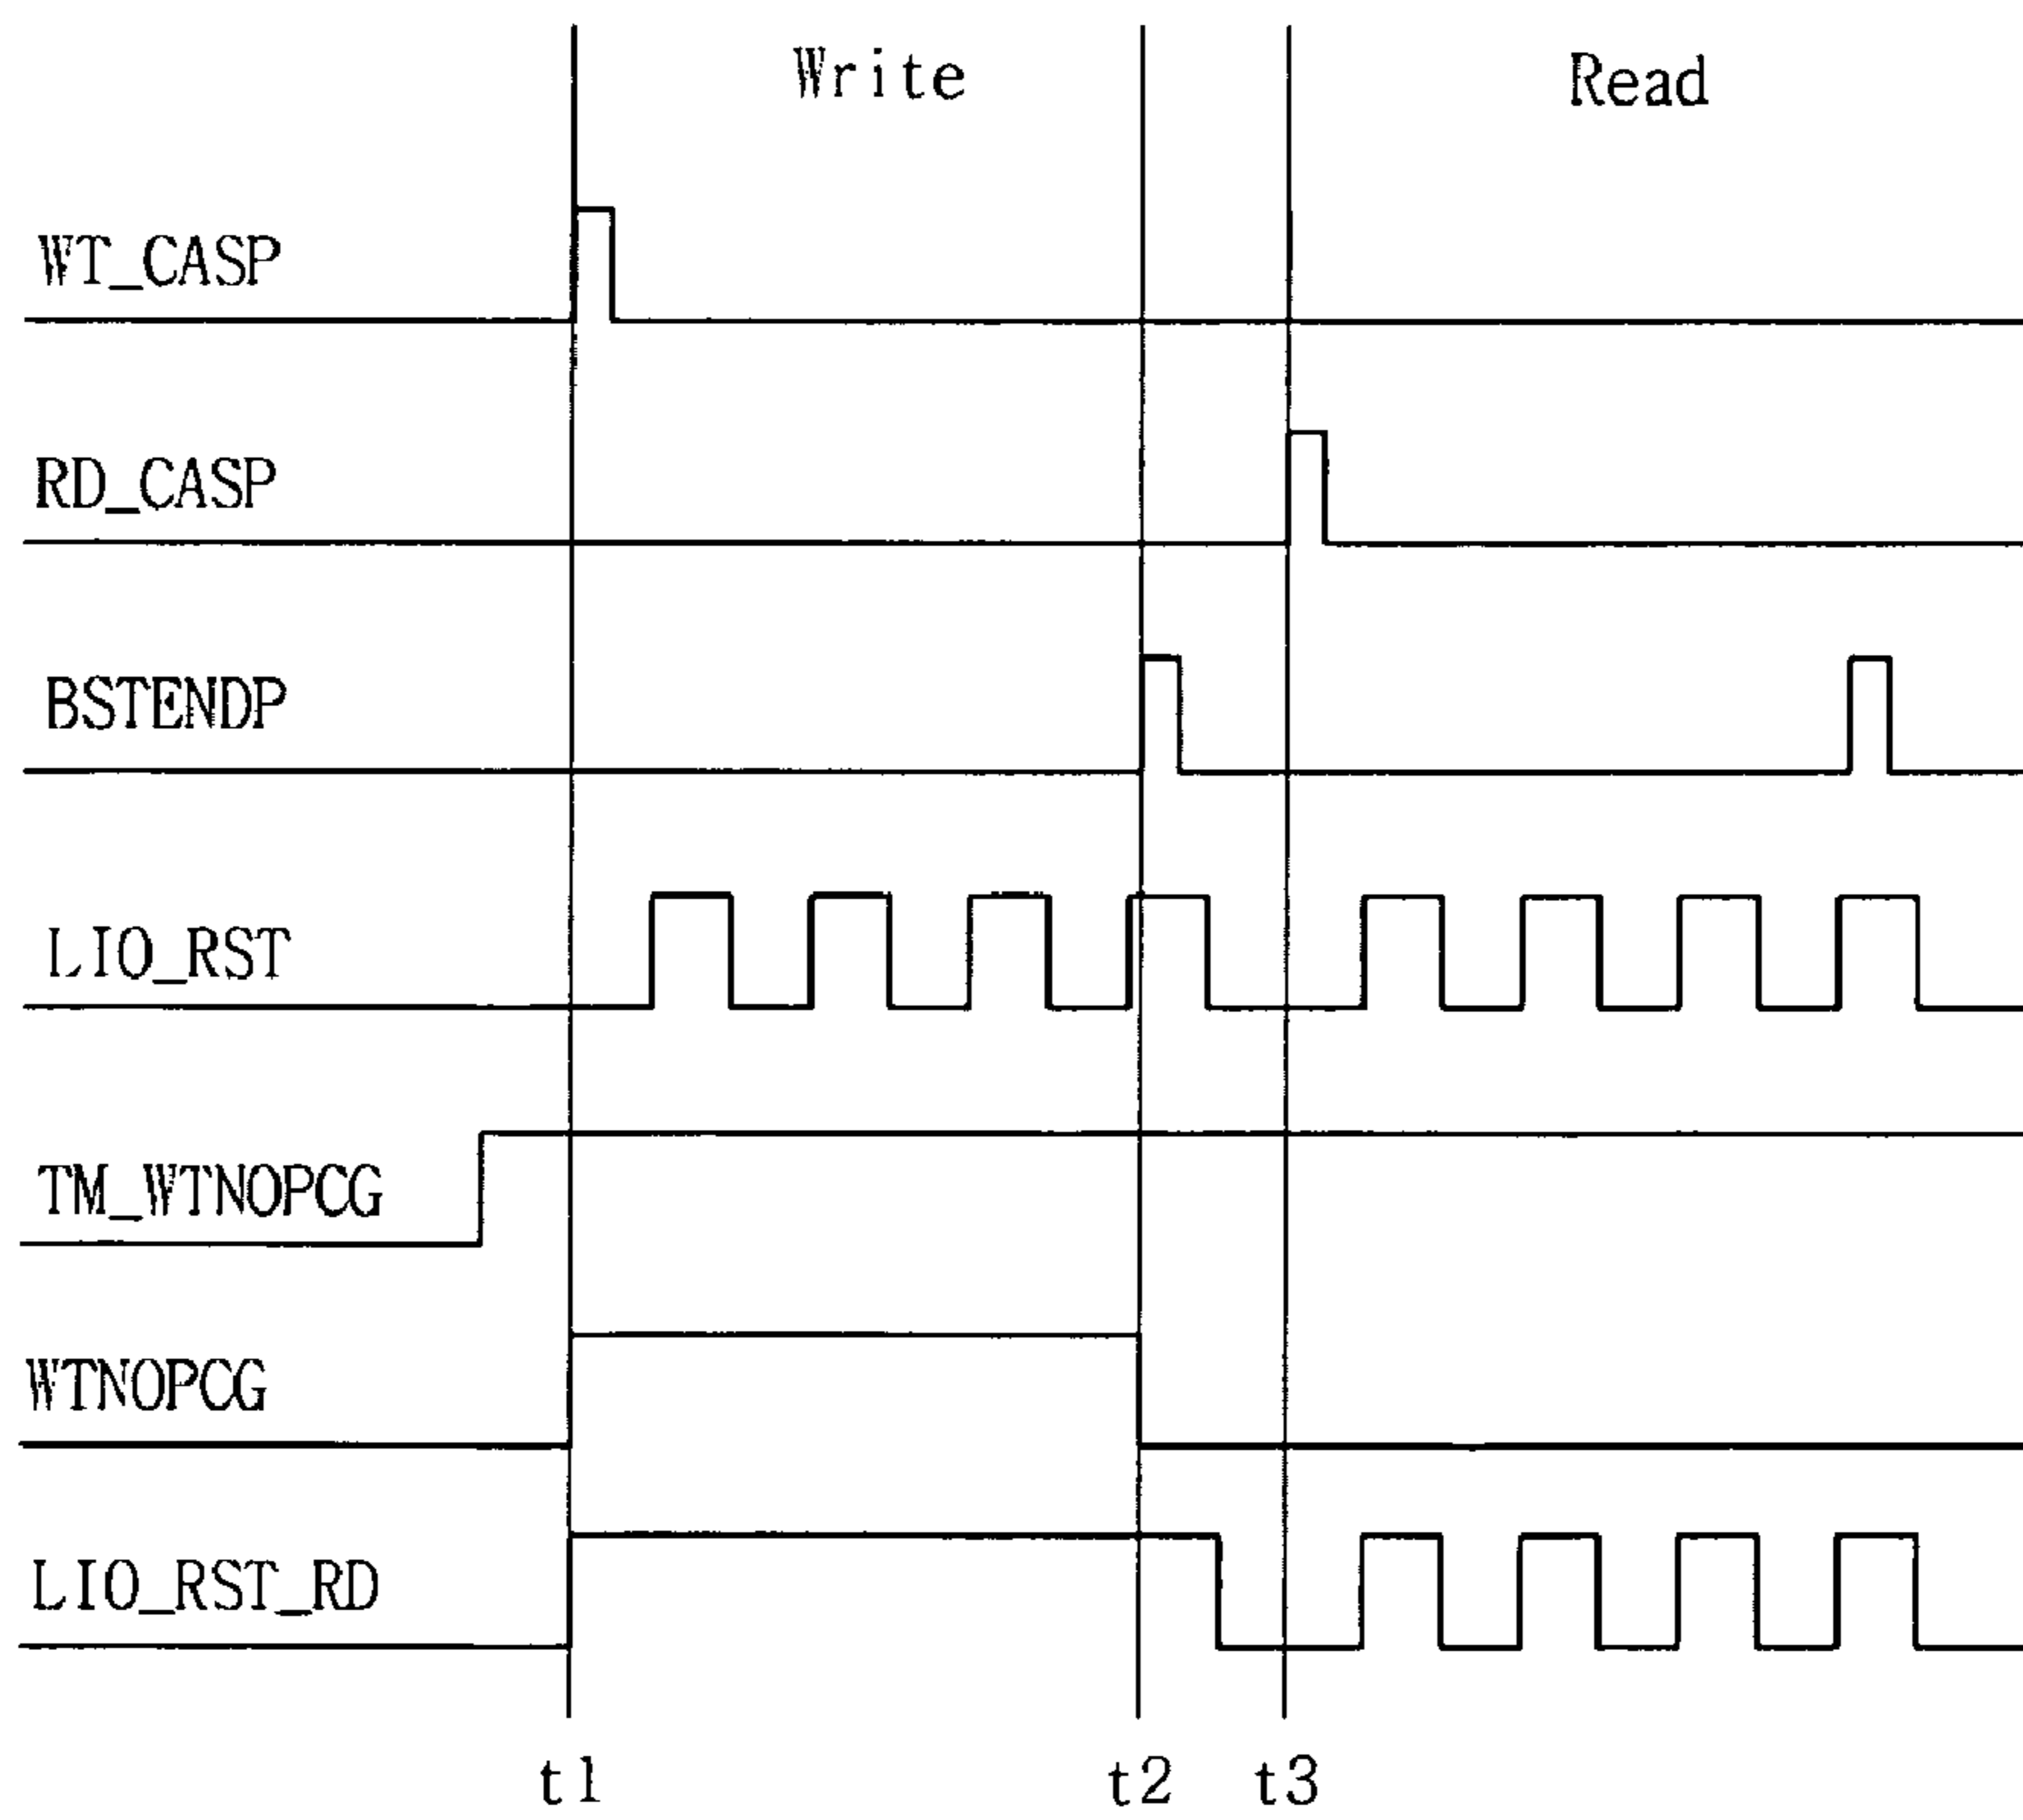 Write Read
WT_CASP
RD_CASP
BSTENDP
LIO_RST
TM_WTNOPCG
WTNOPCG
LIO_RST_RD
t1 t2 t3